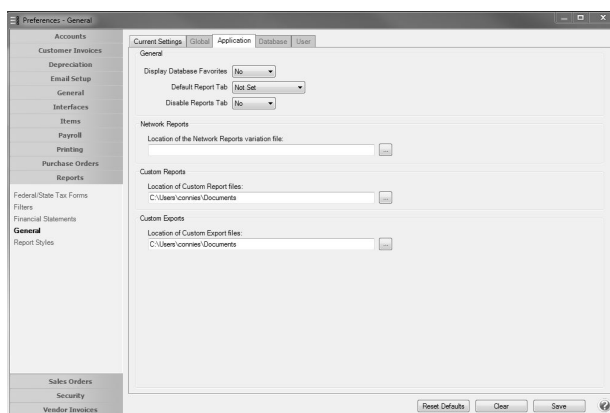 Preferences - General
Accounts
Customer Invoices
Depreciation
Email Setup
General
Interfaces
Items
Payroll
Printing
Purchase Orders
Reports
Federal/State Tax Forms
Filters
Financial Statements
General
Report Styles
Sales Orders
Security
Vendor Invoices
Current Settings Global Application Database User
General
Display Database Favorites No
Default Report Tab Not Set
Disable Reports Tab No
Network Reports
Location of the Network Reports variation file:
...
Custom Reports
Location of Custom Report files:
C:\Users\connies\Documents ...
Custom Exports
Location of Custom Export files:
C:\Users\connies\Documents ...
Reset Defaults Clear Save ?